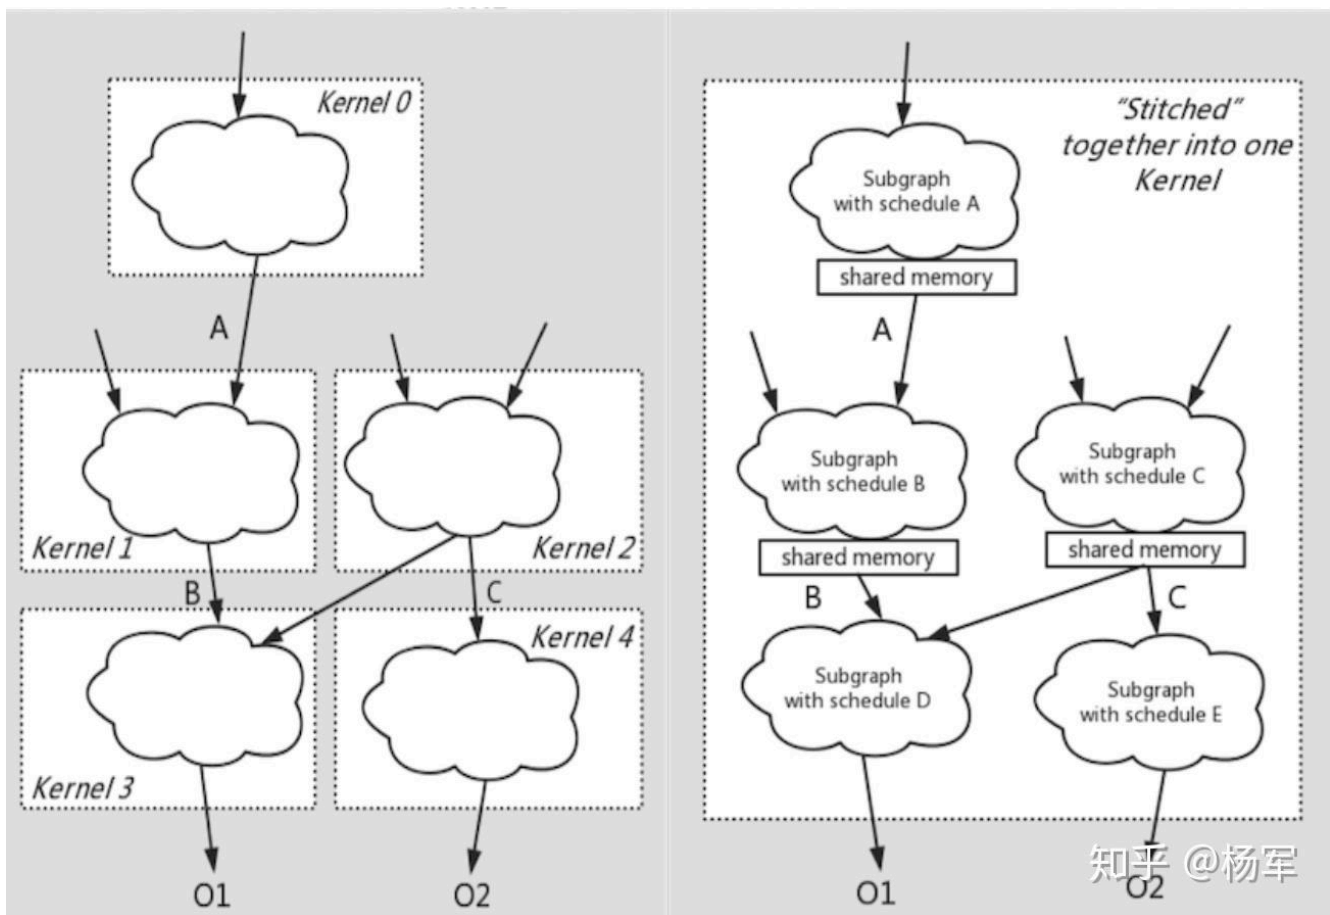 Kernel 0
A
Kernel 1
Kernel 2
B
C
Kernel 3
Kernel 4
O1
O2
“Stitched”
together into one
Kernel
Subgraph
with schedule A
shared memory
A
Subgraph
with schedule B
shared memory
Subgraph
with schedule C
shared memory
B
C
Subgraph
with schedule D
Subgraph
with schedule E
O1
O2
知乎 @杨军